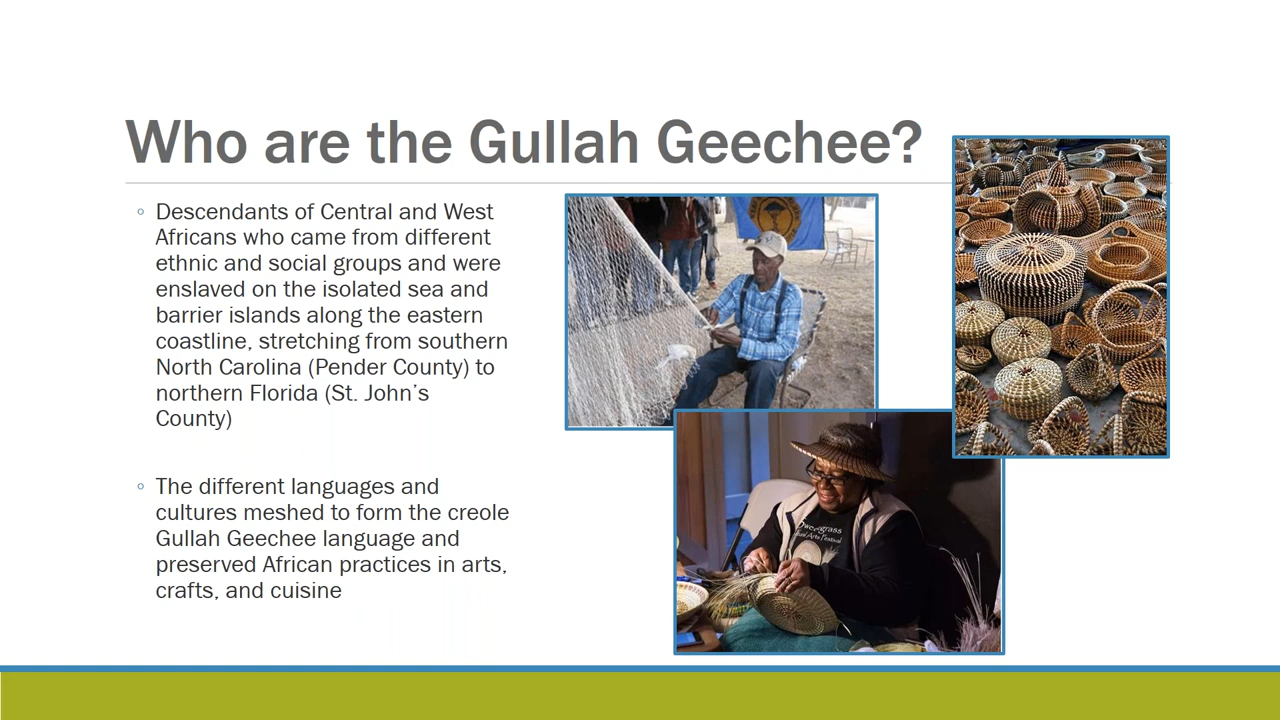 Who are the Gullah Geechee?
Descendants of Central and West
Africans who came from different
ethnic and social groups and were
enslaved on the isolated sea and
barrier islands along the eastern
coastline, stretching from southern
North Carolina (Pender County) to
northern Florida (St. John’s
County)
The different languages and
cultures meshed to form the creole
Gullah Geechee language and
preserved African practices in arts,
crafts, and cuisine
Arts Festival